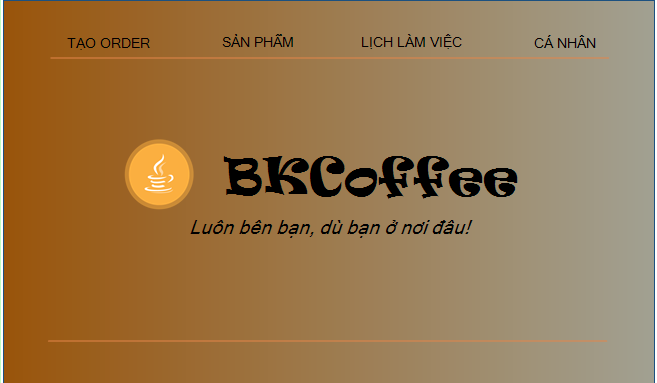 TẠO ORDER
SẢN PHẨM
LỊCH LÀM VIỆC
CÁ NHÂN
BKCoffee
Luôn bên bạn, dù bạn ở nơi đâu!